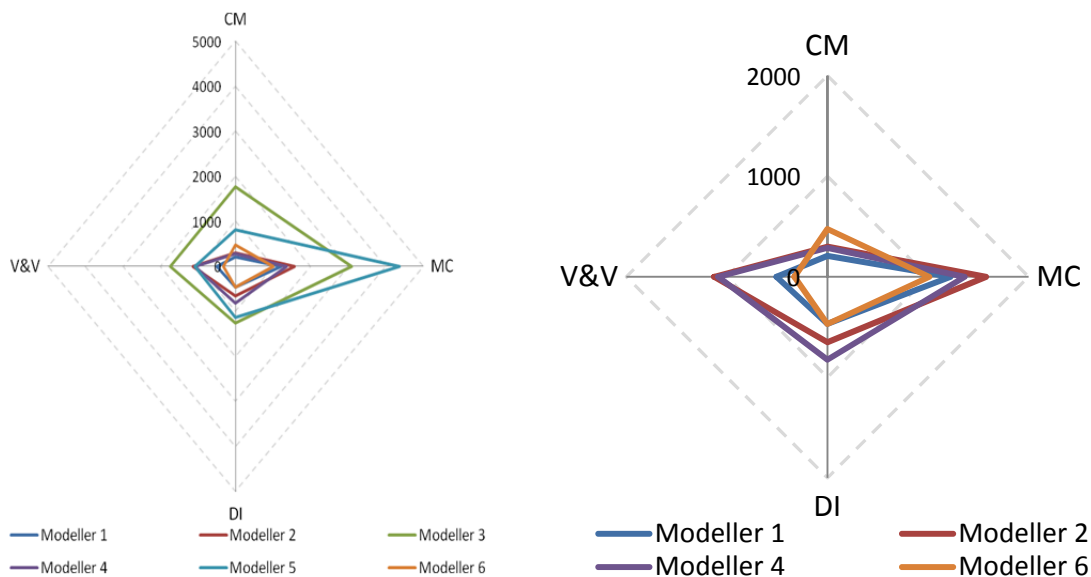 CM
5000
4000
3000
2000
1000
0
V&V
MC
DI
Modeller 1 Modeller 2 Modeller 3
Modeller 4 Modeller 5 Modeller 6
CM
2000
1000
0
V&V
MC
DI
Modeller 1 Modeller 2
Modeller 4 Modeller 6